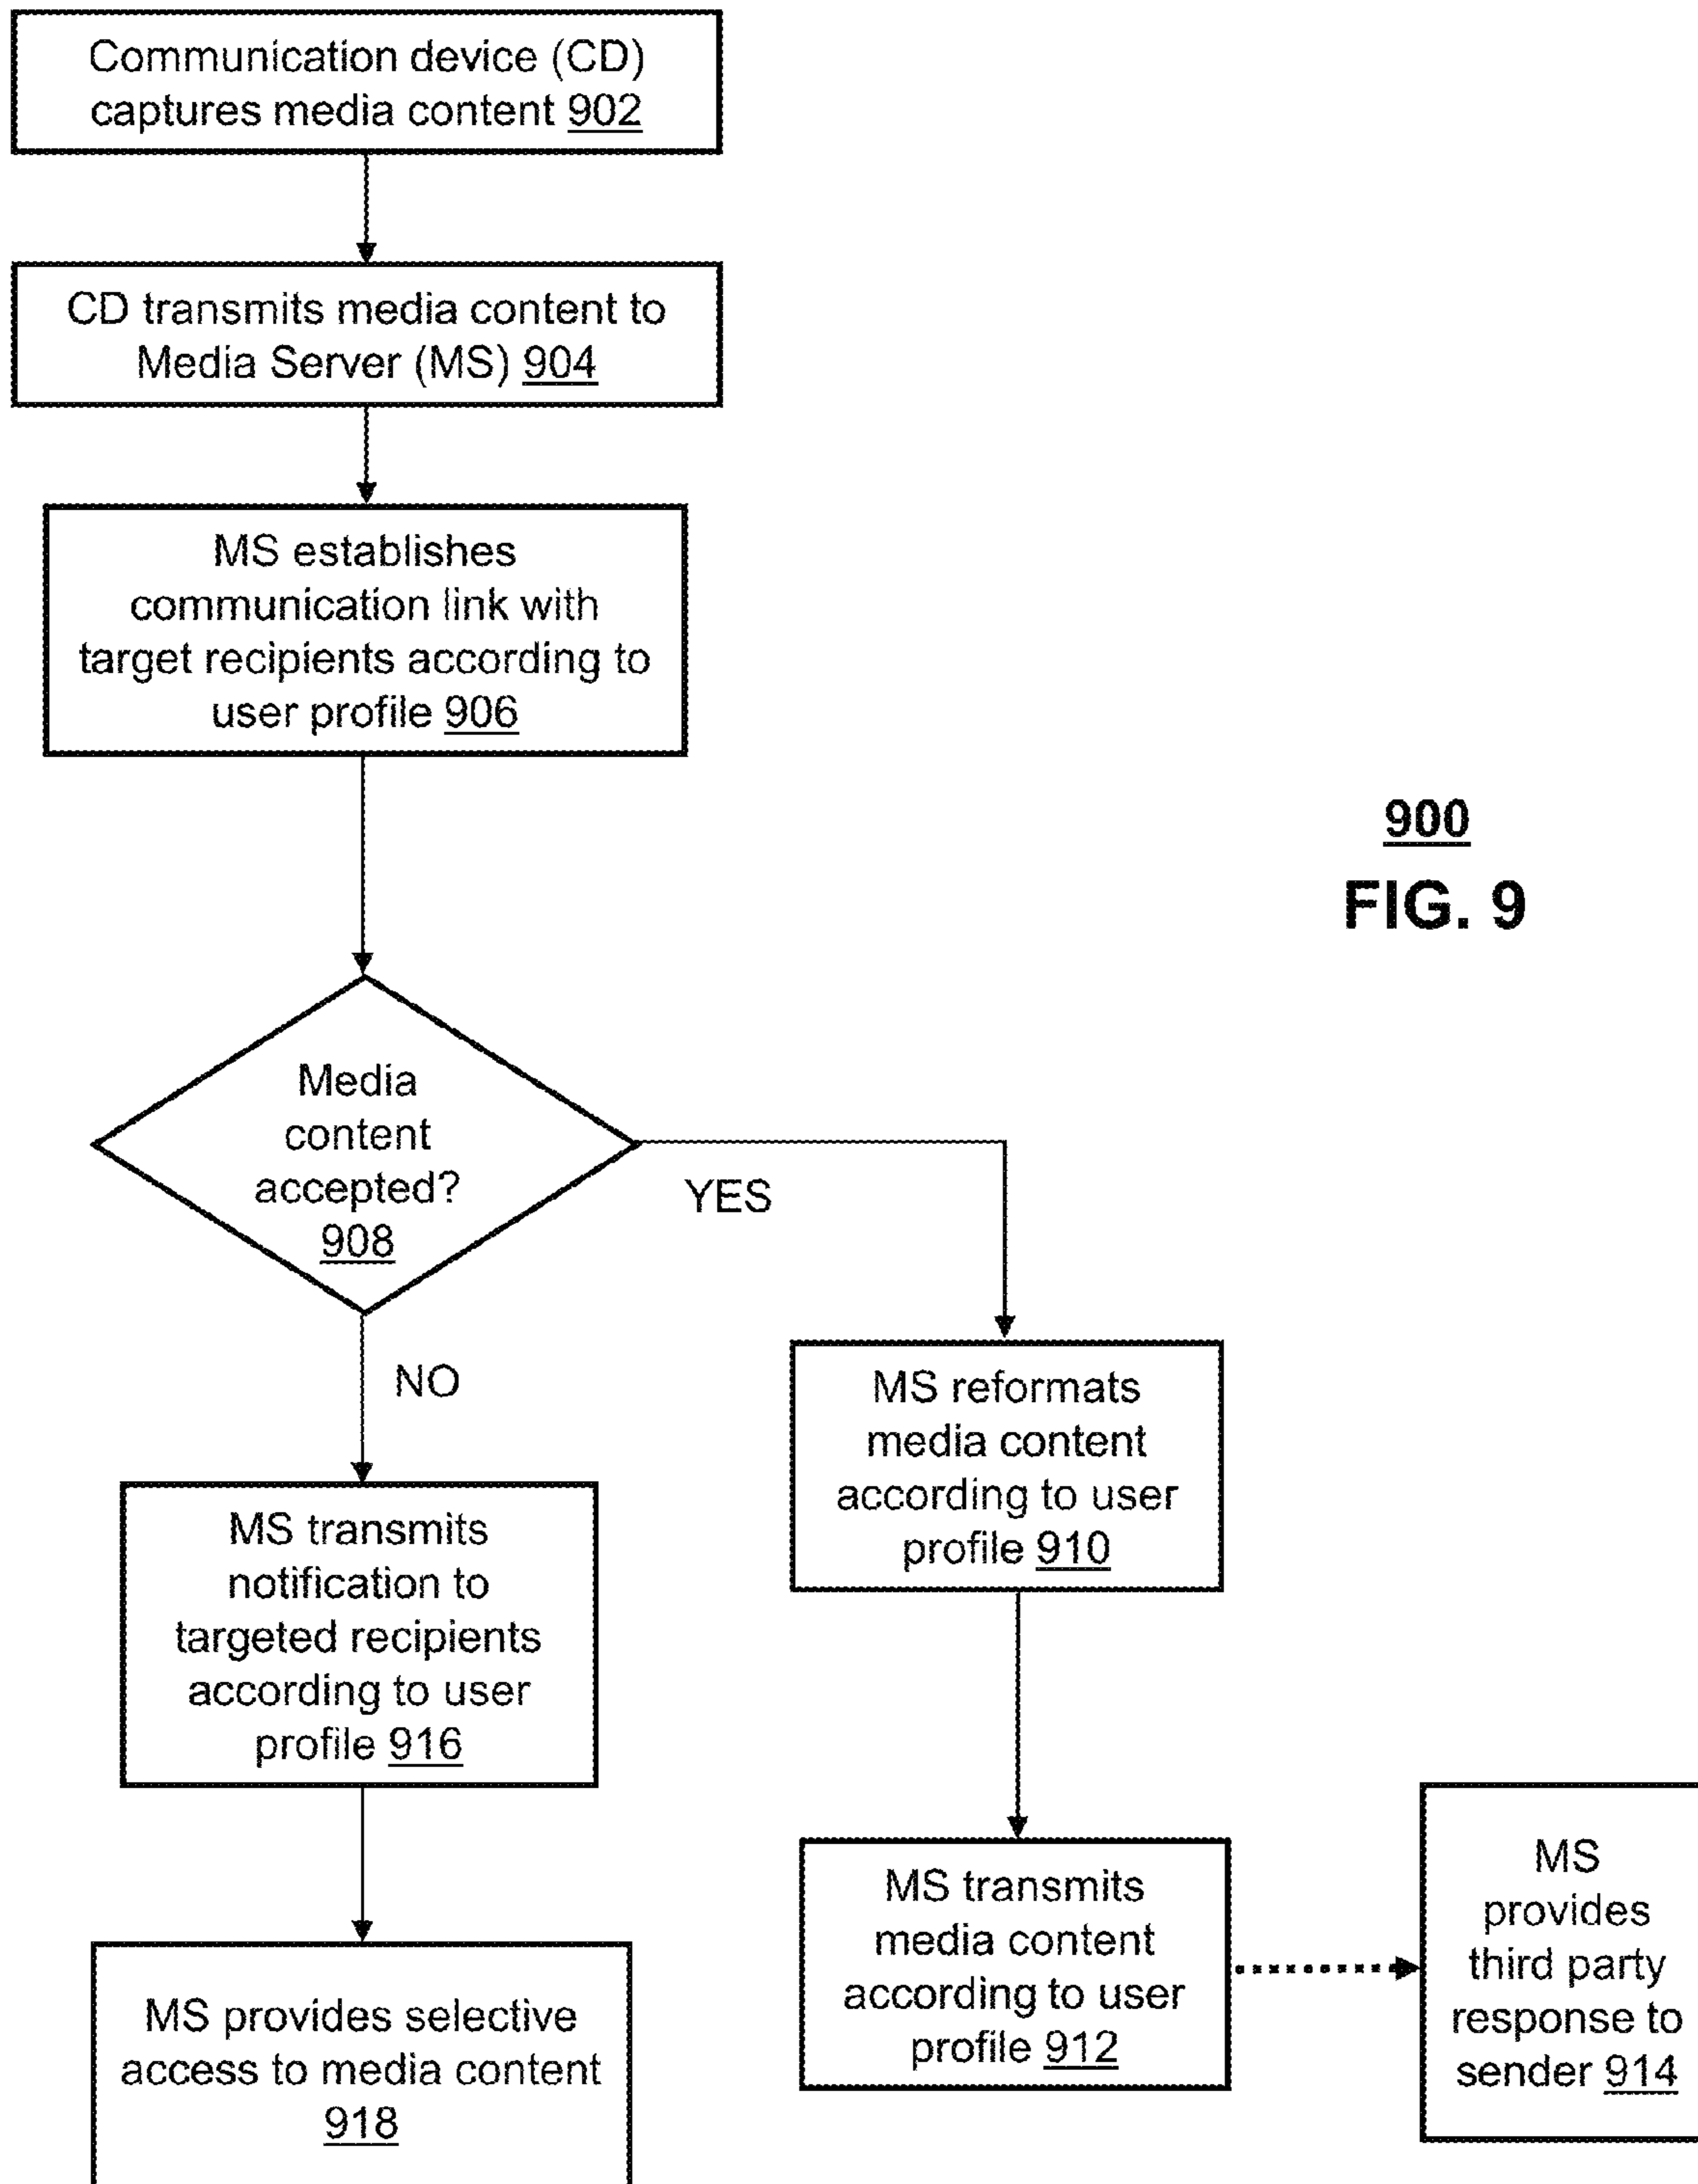 Communication device (CD)
captures media content 902
CD transmits media content to
Media Server (MS) 904
MS establishes
communication link with
target recipients according to
user profile 906
900
FIG. 9
Media
content
accepted?
908
YES
NO
MS reformats
media content
according to user
profile 910
MS transmits
notification to
targeted recipients
according to user
profile 916
MS transmits
media content
according to user
profile 912
MS
provides
third party
response to
sender 914
MS provides selective
access to media content
918